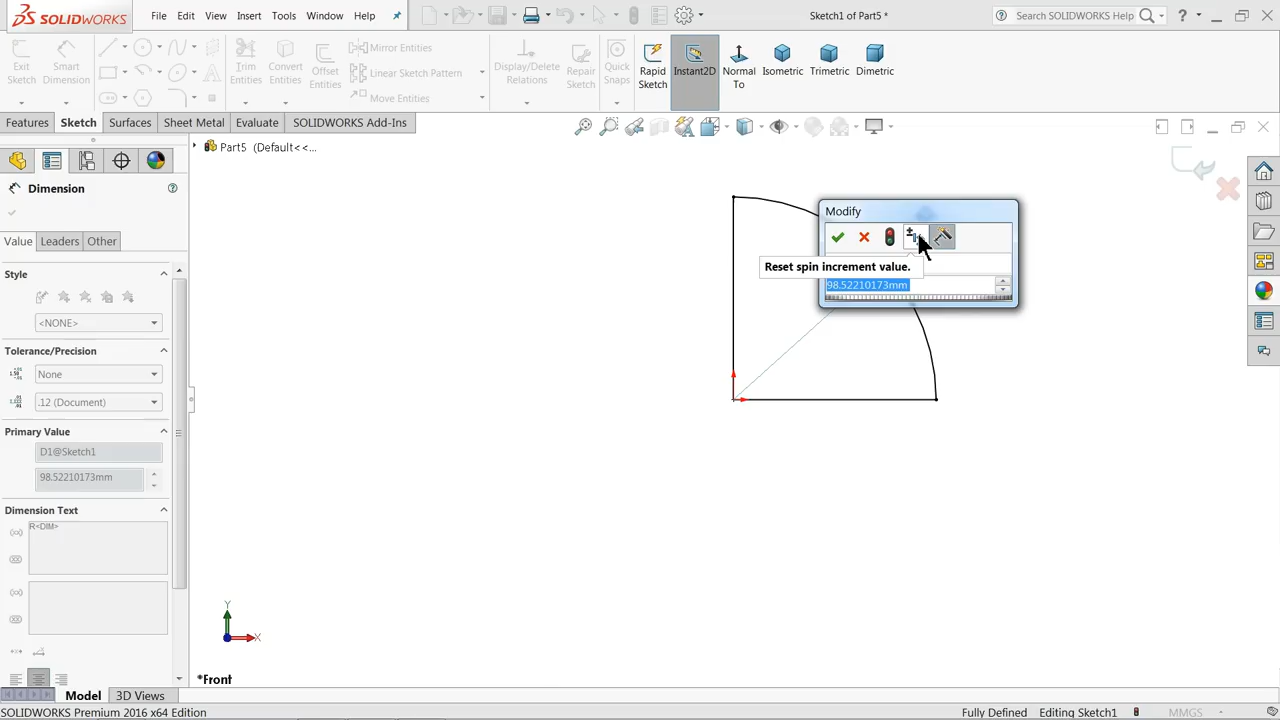 SOLIDWORKS
File Edit View Insert Tools Window Help
Sketch1 of Part5 *
Search SOLIDWORKS Help
?
Exit Sketch
Smart Dimension
Trim Entities
Convert Entities
Offset Entities
Mirror Entities
Linear Sketch Pattern
Move Entities
Display/Delete Relations
Repair Sketch
Quick Snaps
Rapid Sketch
Instant2D
Normal To
Isometric
Trimetric
Dimetric
Features Sketch Surfaces Sheet Metal Evaluate SOLIDWORKS Add-Ins
Part5 (Default<<...
Dimension
Value Leaders Other
Style
<NONE>
Tolerance/Precision
None
.12 (Document)
Primary Value
D1@Sketch1
98.52210173mm
Dimension Text
R<DIM>
Modify
Reset spin increment value.
98.52210173mm
Y
X
*Front
Model 3D Views
SOLIDWORKS Premium 2016 x64 Edition
Fully Defined Editing Sketch1 MMGS